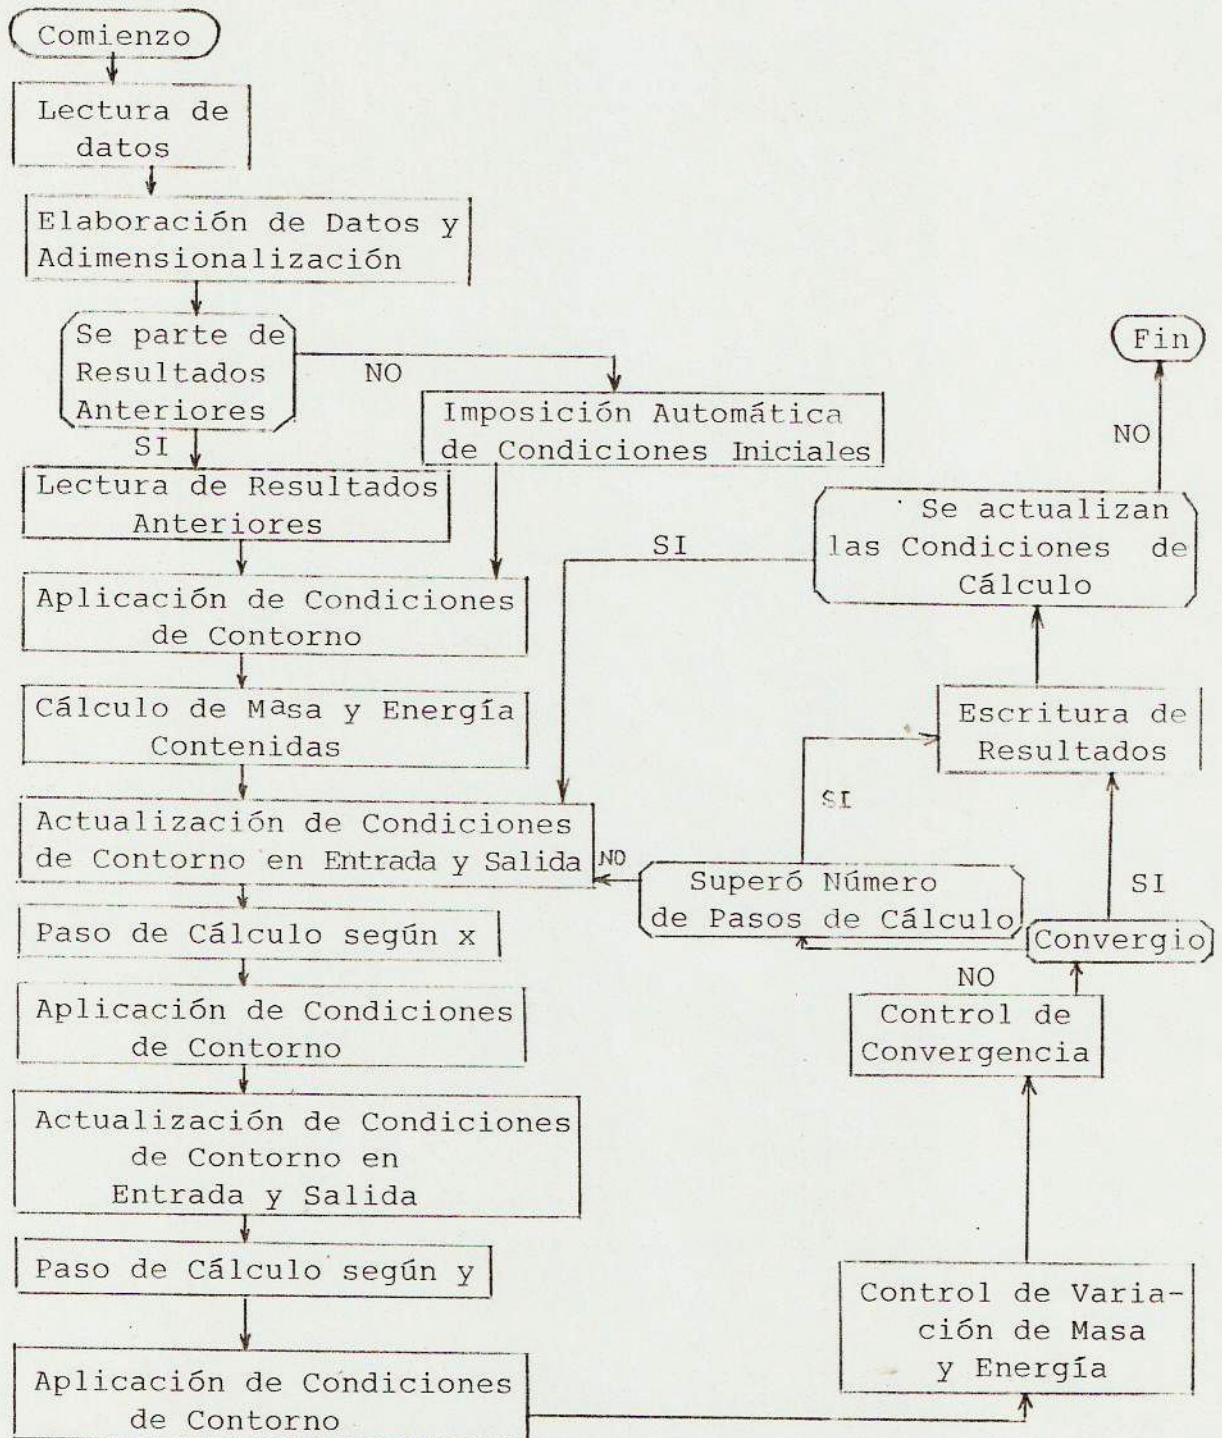 Comienzo
Lectura de
datos
Elaboración de Datos y
Adimensionalización
Se parte de
Resultados
Anteriores
NO
SI
Imposición Automática
de Condiciones Iniciales
Lectura de Resultados
Anteriores
Aplicación de Condiciones
de Contorno
Cálculo de Masa y Energía
Contenidas
Actualización de Condiciones
de Contorno en Entrada y Salida
Paso de Cálculo según x
Aplicación de Condiciones
de Contorno
Actualización de Condiciones
de Contorno en
Entrada y Salida
Paso de Cálculo según y
Aplicación de Condiciones
de Contorno
Control de Varia-
ción de Masa
y Energía
Control de
Convergencia
Convergio
NO
SI
Superó Número
de Pasos de Cálculo
NO
SI
Escritura de
Resultados
Se actualizan
las Condiciones de
Cálculo
SI
NO
Fin